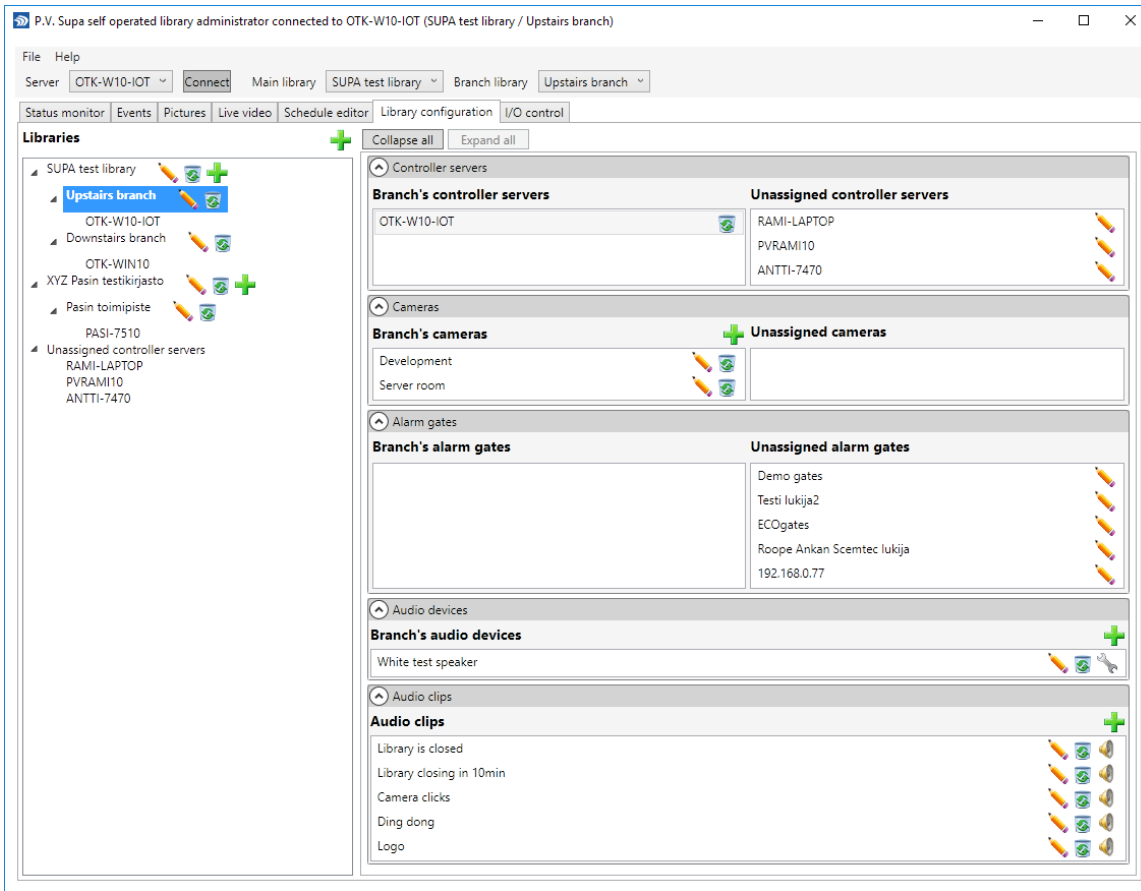 P.V. Supa self operated library administrator connected to OTK-W10-IOT (SUPA test library / Upstairs branch)
File Help
Server OTK-W10-IOT Connect Main library SUPA test library Branch library Upstairs branch
Status monitor Events Pictures Live video Schedule editor Library configuration I/O control
Libraries
SUPA test library
Upstairs branch
OTK-W10-IOT
Downstairs branch
OTK-WIN10
XYZ Pasin testikirjasto
Pasin toimipiste
PASI-7510
Unassigned controller servers
RAMI-LAPTOP
PVRAMI10
ANTTI-7470
Collapse all Expand all
Controller servers
Branch's controller servers
OTK-W10-IOT
Unassigned controller servers
RAMI-LAPTOP
PVRAMI10
ANTTI-7470
Cameras
Branch's cameras
Development
Server room
Unassigned cameras
Alarm gates
Branch's alarm gates
Unassigned alarm gates
Demo gates
Testi lukija2
ECOgates
Roope Ankan Scemtec lukija
192.168.0.77
Audio devices
Branch's audio devices
White test speaker
Audio clips
Audio clips
Library is closed
Library closing in 10min
Camera clicks
Ding dong
Logo